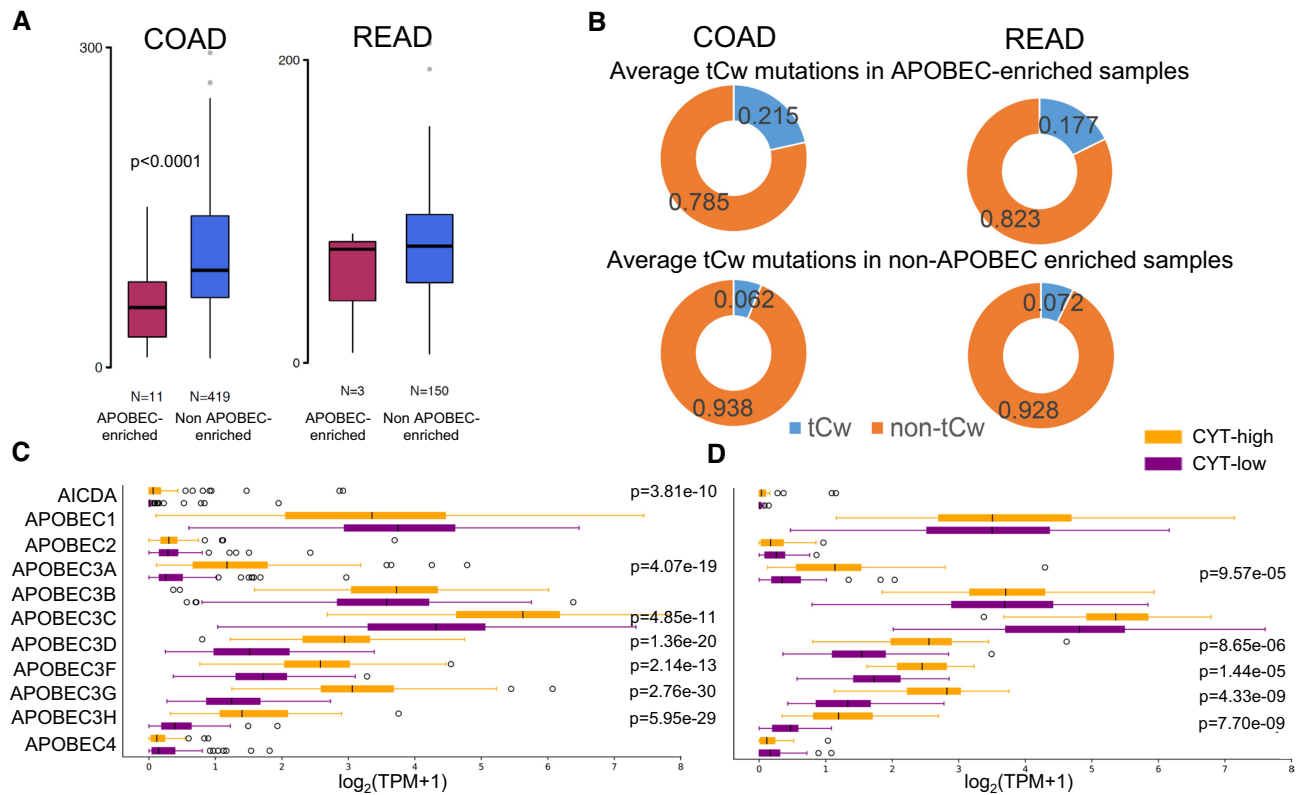 A
COAD
READ
300
0
p<0.0001
N=11
N=419
APOBEC-
enriched
Non APOBEC-
enriched
200
0
N=3
N=150
APOBEC-
enriched
Non APOBEC-
enriched
B
COAD
READ
Average tCw mutations in APOBEC-enriched samples
0.215
0.785
0.177
0.823
Average tCw mutations in non-APOBEC enriched samples
0.062
0.938
0.072
0.928
tCw
non-tCw
C
AICDA
APOBEC1
APOBEC2
APOBEC3A
APOBEC3B
APOBEC3C
APOBEC3D
APOBEC3F
APOBEC3G
APOBEC3H
APOBEC4
p=3.81e-10
p=4.07e-19
p=4.85e-11
p=1.36e-20
p=2.14e-13
p=2.76e-30
p=5.95e-29
0 1 2 3 4 5 6 7 8
log2(TPM+1)
D
CYT-high
CYT-low
p=9.57e-05
p=8.65e-06
p=1.44e-05
p=4.33e-09
p=7.70e-09
0 1 2 3 4 5 6 7 8
log2(TPM+1)